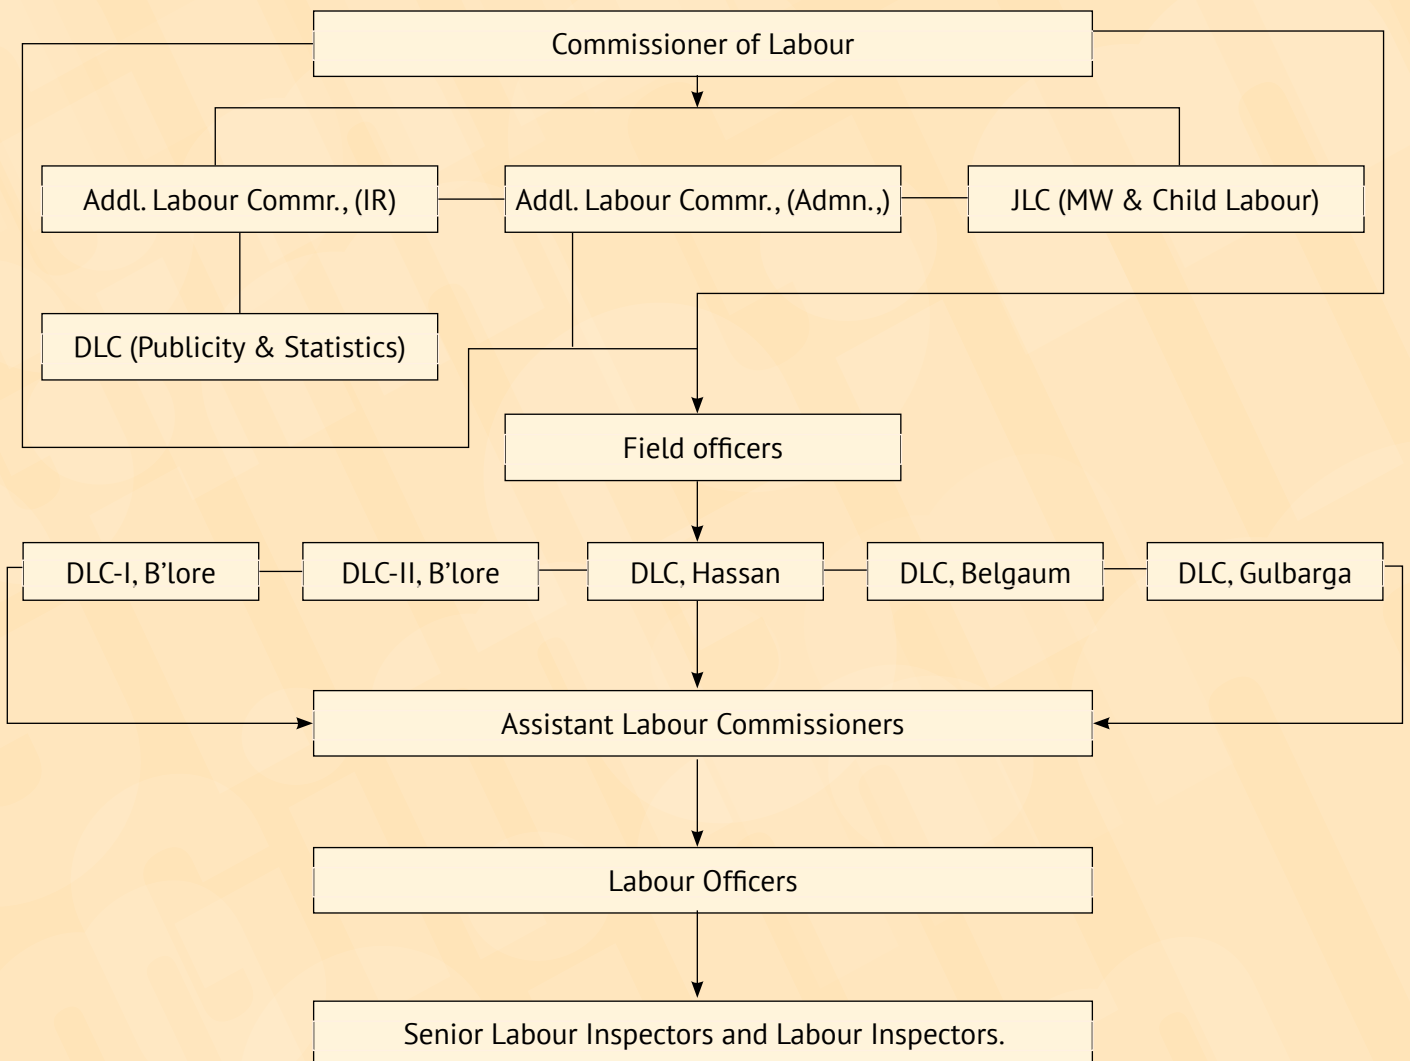 Commissioner of Labour
Addl. Labour Commr., (IR)
Addl. Labour Commr., (Admn.,)
JLC (MW & Child Labour)
DLC (Publicity & Statistics)
Field officers
DLC-I, B’lore
DLC-II, B’lore
DLC, Hassan
DLC, Belgaum
DLC, Gulbarga
Assistant Labour Commissioners
Labour Officers
Senior Labour Inspectors and Labour Inspectors.